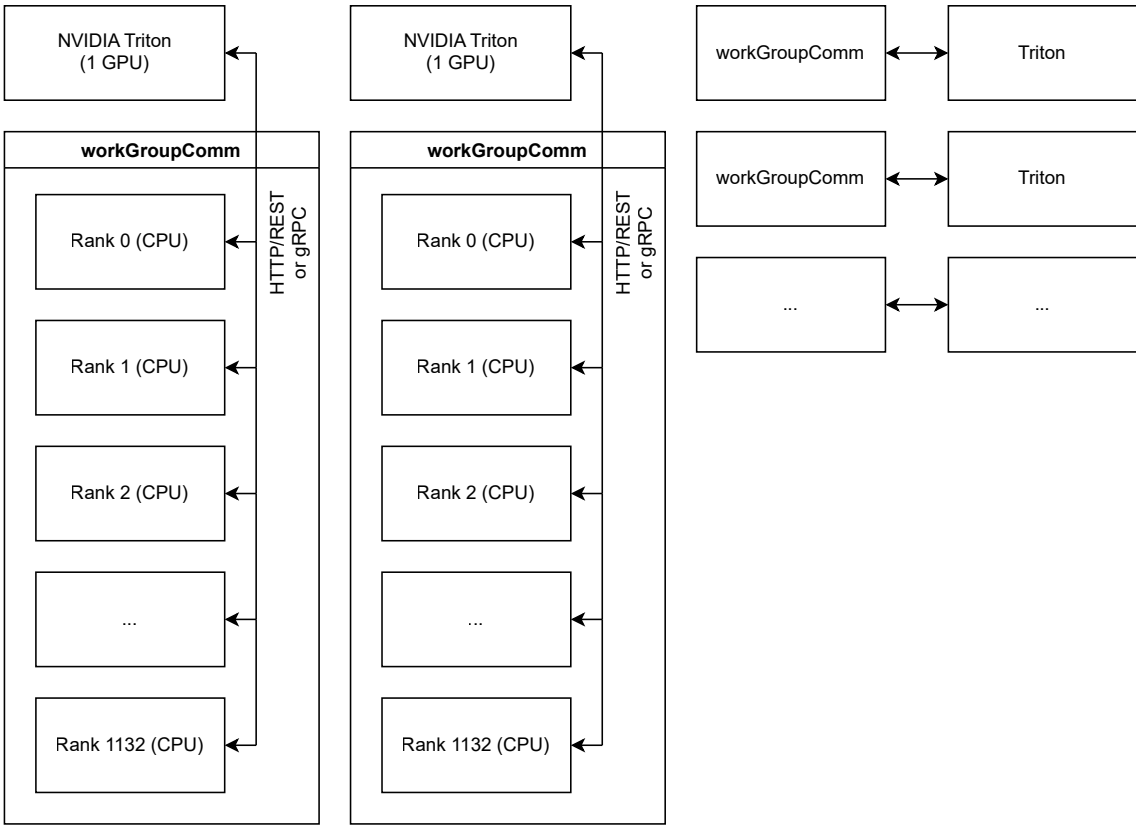 NVIDIA Triton
(1 GPU)
workGroupComm
HTTP/REST
or gRPC
Rank 0 (CPU)
Rank 1 (CPU)
Rank 2 (CPU)
...
Rank 1132 (CPU)
NVIDIA Triton
(1 GPU)
workGroupComm
HTTP/REST
or gRPC
Rank 0 (CPU)
Rank 1 (CPU)
Rank 2 (CPU)
...
Rank 1132 (CPU)
workGroupComm
Triton
workGroupComm
Triton
...
...